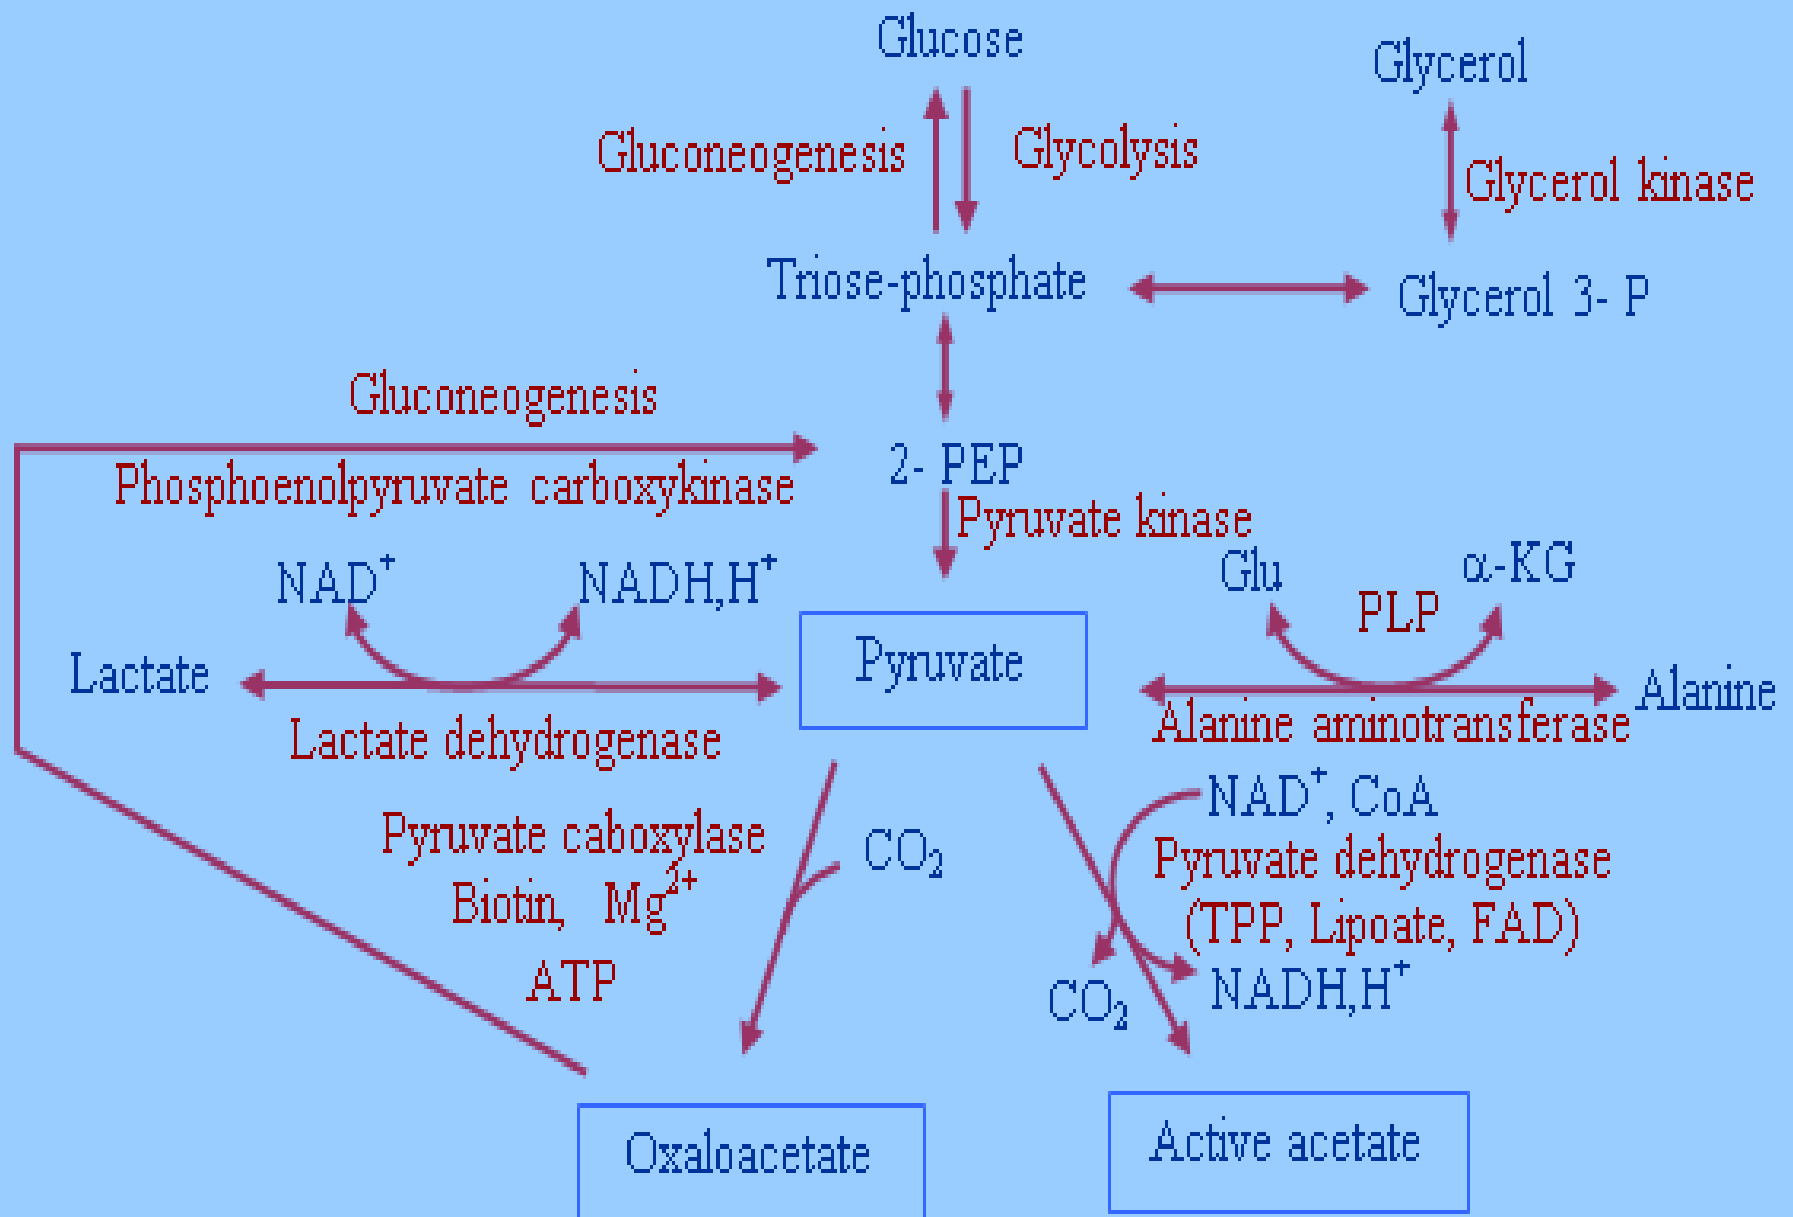 Glucose
Glycerol
Gluconeogenesis
Glycolysis
Glycerol kinase
Triose-phosphate
Glycerol 3- P
Gluconeogenesis
2- PEP
Phosphoenolpyruvate carboxykinase
Pyruvate kinase
NAD⁺
NADH,H⁺
Glu
α-KG
PLP
Pyruvate
Lactate
Alanine
Lactate dehydrogenase
Alanine aminotransferase
NAD⁺, CoA
Pyruvate caboxylase
CO₂
Pyruvate dehydrogenase
Biotin, Mg²⁺
(TPP, Lipoate, FAD)
ATP
CO₂
NADH,H⁺
Oxaloacetate
Active acetate